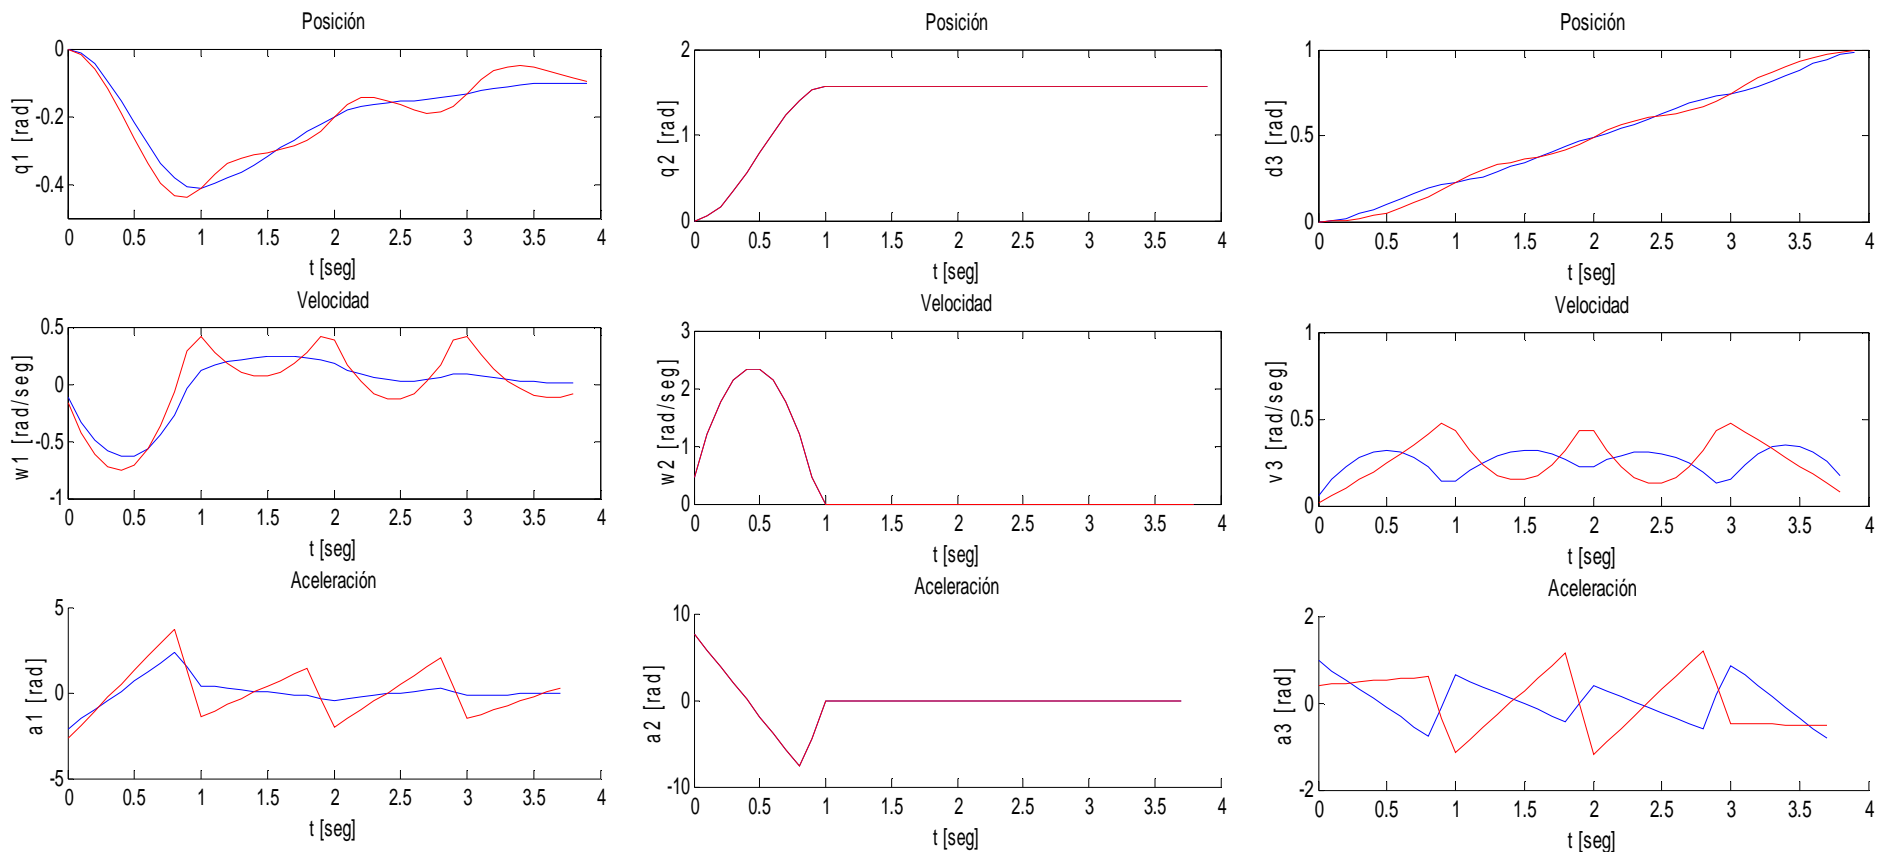 Posición
0
-0.2
-0.4
q1 [rad]
0 0.5 1 1.5 2 2.5 3 3.5 4
t [seg]
Posición
2
1
0
q2 [rad]
0 0.5 1 1.5 2 2.5 3 3.5 4
t [seg]
Posición
1
0.5
0
d3 [rad]
0 0.5 1 1.5 2 2.5 3 3.5 4
t [seg]
Velocidad
0.5
0
-0.5
-1
w1 [rad/seg]
0 0.5 1 1.5 2 2.5 3 3.5 4
t [seg]
Velocidad
3
2
1
0
w2 [rad/seg]
0 0.5 1 1.5 2 2.5 3 3.5 4
t [seg]
Velocidad
1
0.5
0
v3 [rad/seg]
0 0.5 1 1.5 2 2.5 3 3.5 4
t [seg]
Aceleración
5
0
-5
a1 [rad]
0 0.5 1 1.5 2 2.5 3 3.5 4
t [seg]
Aceleración
10
0
-10
a2 [rad]
0 0.5 1 1.5 2 2.5 3 3.5 4
t [seg]
Aceleración
2
0
-2
a3 [rad]
0 0.5 1 1.5 2 2.5 3 3.5 4
t [seg]